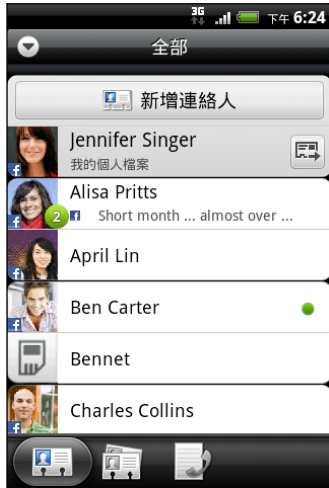 3G
下午 6:24
全部
新增連絡人
Jennifer Singer
我的個人檔案
Alisa Pritts
2 f Short month ... almost over ...
April Lin
Ben Carter
Bennet
Charles Collins